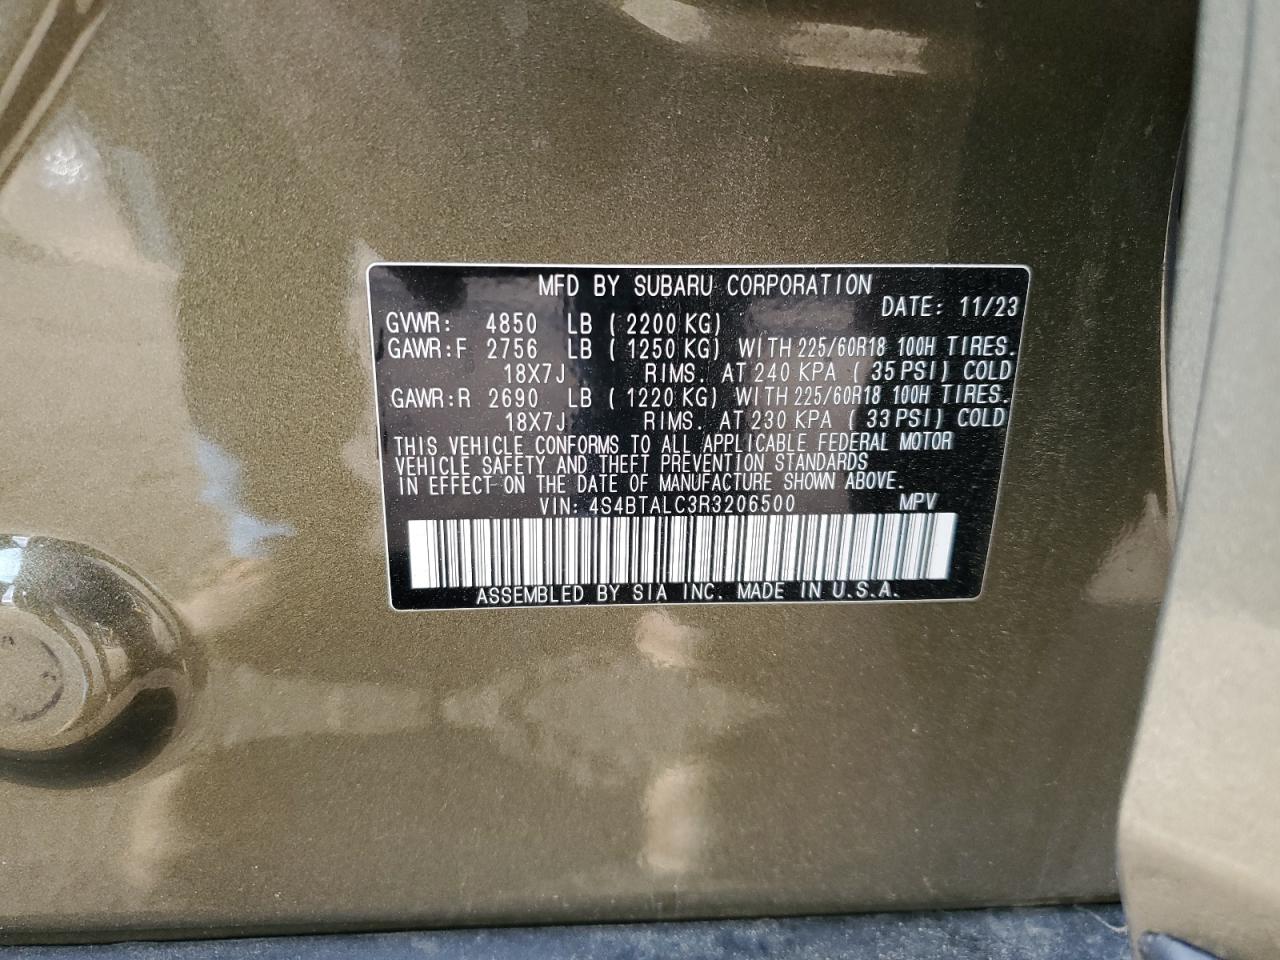 MFD BY SUBARU CORPORATION
DATE: 11/23
GVWR: 4850 LB ( 2200 KG)
GAWR:F 2756 LB ( 1250 KG) WITH 225/60R18 100H TIRES.
18X7J RIMS. AT 240 KPA ( 35 PSI) COLD
GAWR:R 2690 LB ( 1220 KG) WITH 225/60R18 100H TIRES.
18X7J RIMS. AT 230 KPA ( 33 PSI) COLD
THIS VEHICLE CONFORMS TO ALL APPLICABLE FEDERAL MOTOR
VEHICLE SAFETY AND THEFT PREVENTION STANDARDS
IN EFFECT ON THE DATE OF MANUFACTURE SHOWN ABOVE.
VIN: 4S4BTALC3R3206500 MPV
ASSEMBLED BY SIA INC. MADE IN U.S.A.